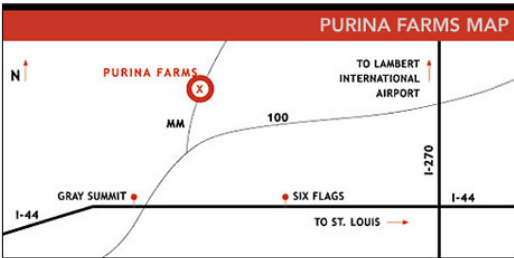 PURINA FARMS MAP
N
PURINA FARMS
X
TO LAMBERT
INTERNATIONAL
AIRPORT
MM
100
I-270
GRAY SUMMIT
SIX FLAGS
I-44
I-44
TO ST. LOUIS